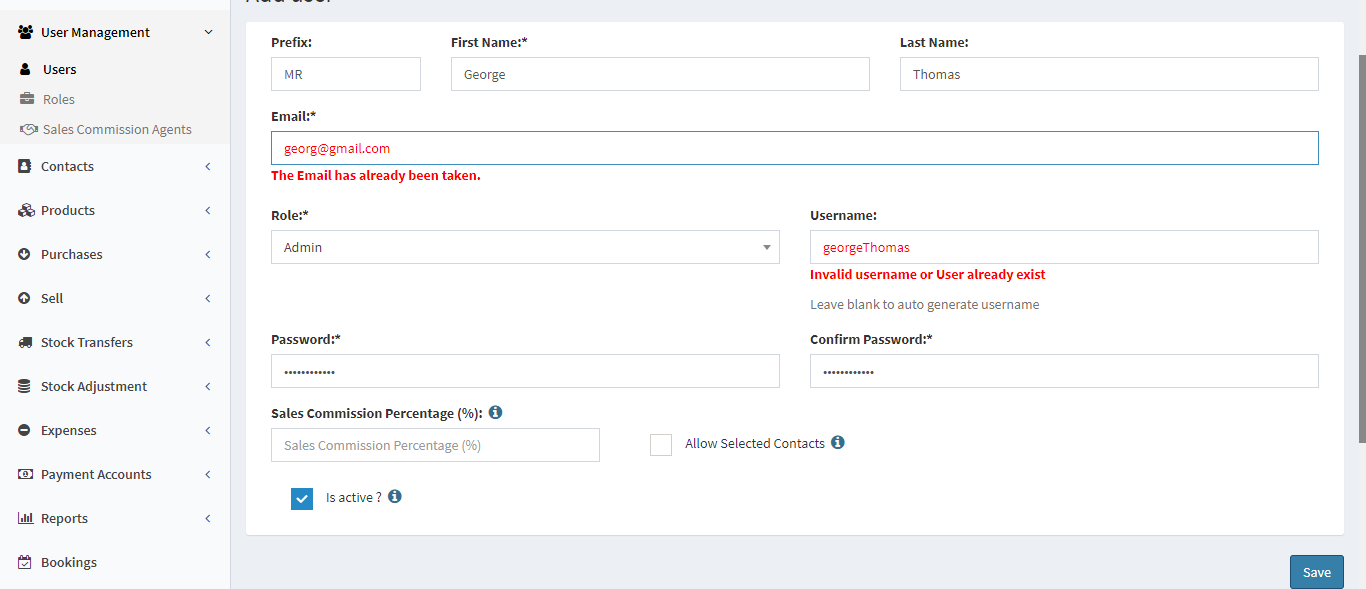 Add user
User Management
Users
Roles
Sales Commission Agents
Contacts
Products
Purchases
Sell
Stock Transfers
Stock Adjustment
Expenses
Payment Accounts
Reports
Bookings
Prefix: First Name:* Last Name:
MR George Thomas
Email:*
georg@gmail.com
The Email has already been taken.
Role:* Username:
Admin georgeThomas
Invalid username or User already exist
Leave blank to auto generate username
Password:* Confirm Password:*
•••••••••••• ••••••••••••
Sales Commission Percentage (%):
Sales Commission Percentage (%) Allow Selected Contacts
Is active ?
Save